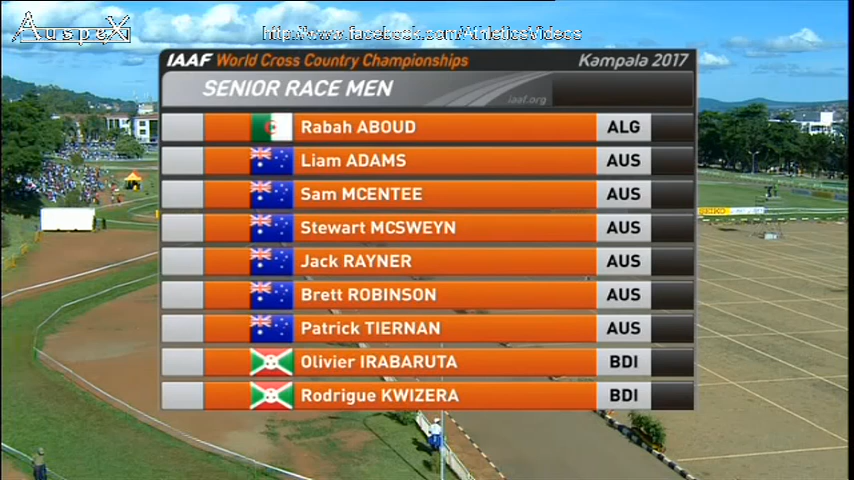 AuspeX
http://www.facebook.com/AthleticsVideos
IAAF World Cross Country Championships Kampala 2017
SENIOR RACE MEN
iaaf.org
Rabah ABOUD ALG
Liam ADAMS AUS
Sam MCENTEE AUS
Stewart MCSWEYN AUS
Jack RAYNER AUS
Brett ROBINSON AUS
Patrick TIERNAN AUS
Olivier IRABARUTA BDI
Rodrigue KWIZERA BDI
SEIKO